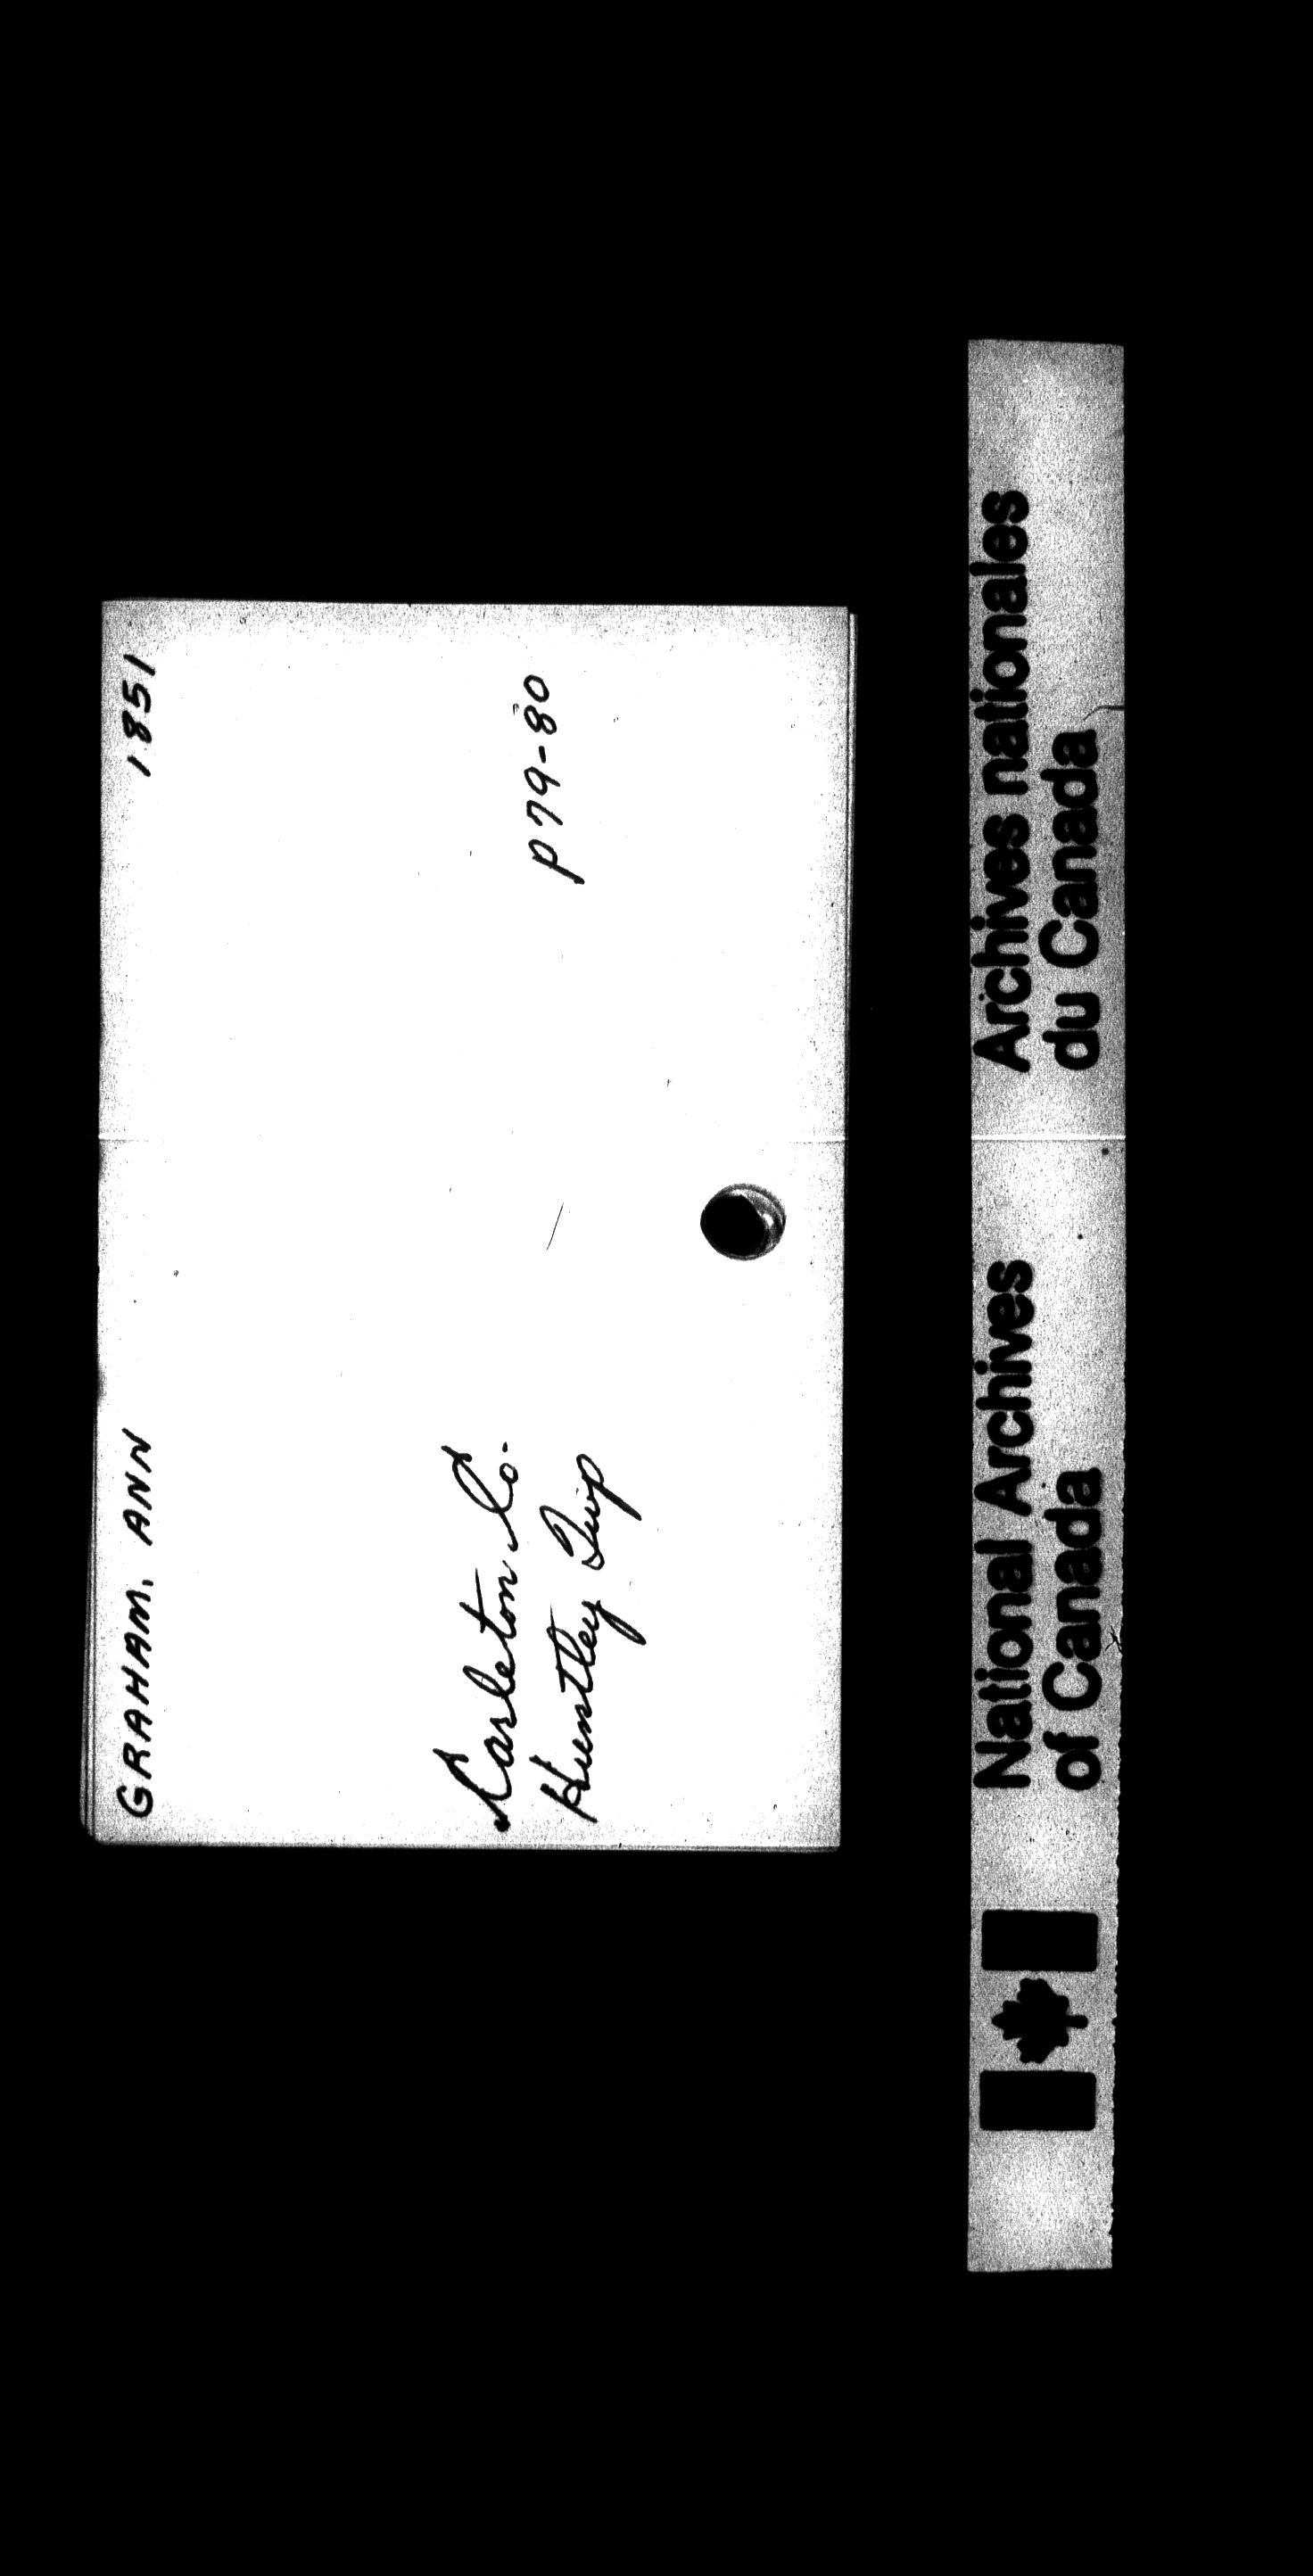 GRAHAM, ANN 1851
Carleton Co.
Huntley Twp P79-80
National Archives of Canada
Archives nationales du Canada